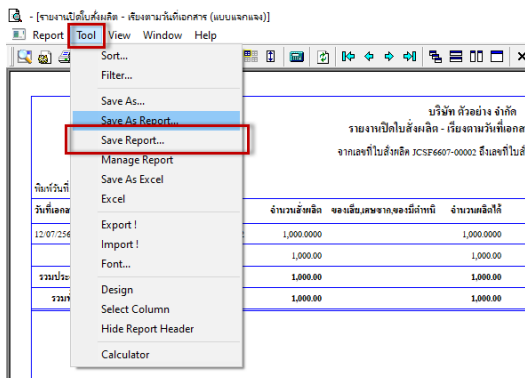 - [รายงานปิดใบสั่งผลิต - เรียงตามวันที่เอกสาร (แบบแจกแจง)]
Report Tool View Window Help
Sort...
Filter...
Save As...
Save As Report...
Save Report...
Manage Report
Save As Excel
Excel
Export !
Import !
Font...
Design
Select Column
Hide Report Header
Calculator
บริษัท ตัวอย่าง จำกัด
รายงานปิดใบสั่งผลิต - เรียงตามวันที่เอกส
จากเลขที่ใบสั่งผลิต JCSF6607-00002 ถึงเลขที่ใบสั
พิมพ์วันที่
วันที่เอกส จำนวนสั่งผลิต ของเสีย,เศษซาก,ของมีตำหนิ จำนวนผลิตได้
12/07/256 2 1,000.0000 1,000.0000
1,000.00 1,000.00
รวมประ 1,000.00 1,000.00
รวมทั 1,000.00 1,000.00